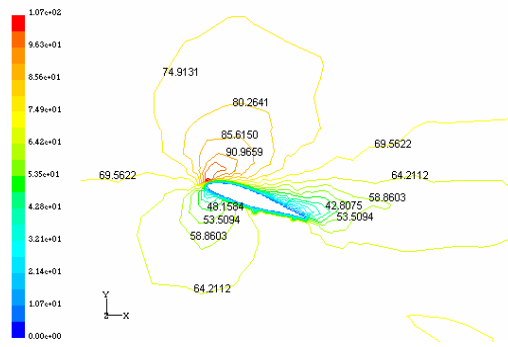 1.07e+02
9.63e+01
8.56e+01
7.49e+01
6.42e+01
5.35e+01
4.28e+01
3.21e+01
2.14e+01
1.07e+01
0.00e+00
74.9131
80.2641
85.6150
90.9659
69.5622
69.5622
64.2112
58.8603
48.1584
42.8075
53.5094
53.5094
58.8603
64.2112
Y
Z X